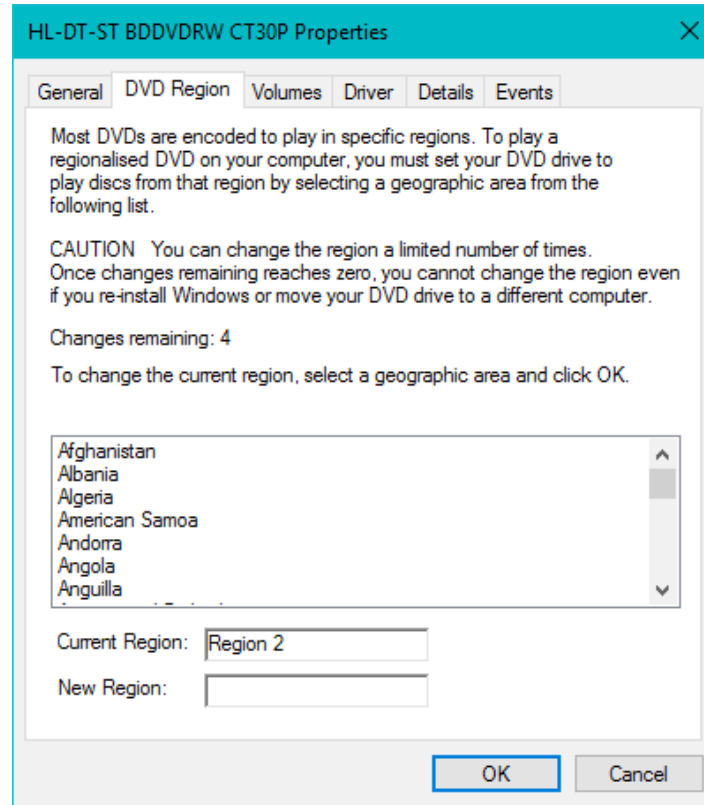 HL-DT-ST BDDVDRW CT30P Properties
General DVD Region Volumes Driver Details Events
Most DVDs are encoded to play in specific regions. To play a
regionalised DVD on your computer, you must set your DVD drive to
play discs from that region by selecting a geographic area from the
following list.
CAUTION You can change the region a limited number of times.
Once changes remaining reaches zero, you cannot change the region even
if you re-install Windows or move your DVD drive to a different computer.
Changes remaining: 4
To change the current region, select a geographic area and click OK.
Afghanistan
Albania
Algeria
American Samoa
Andorra
Angola
Anguilla
Current Region: Region 2
New Region:
OK Cancel